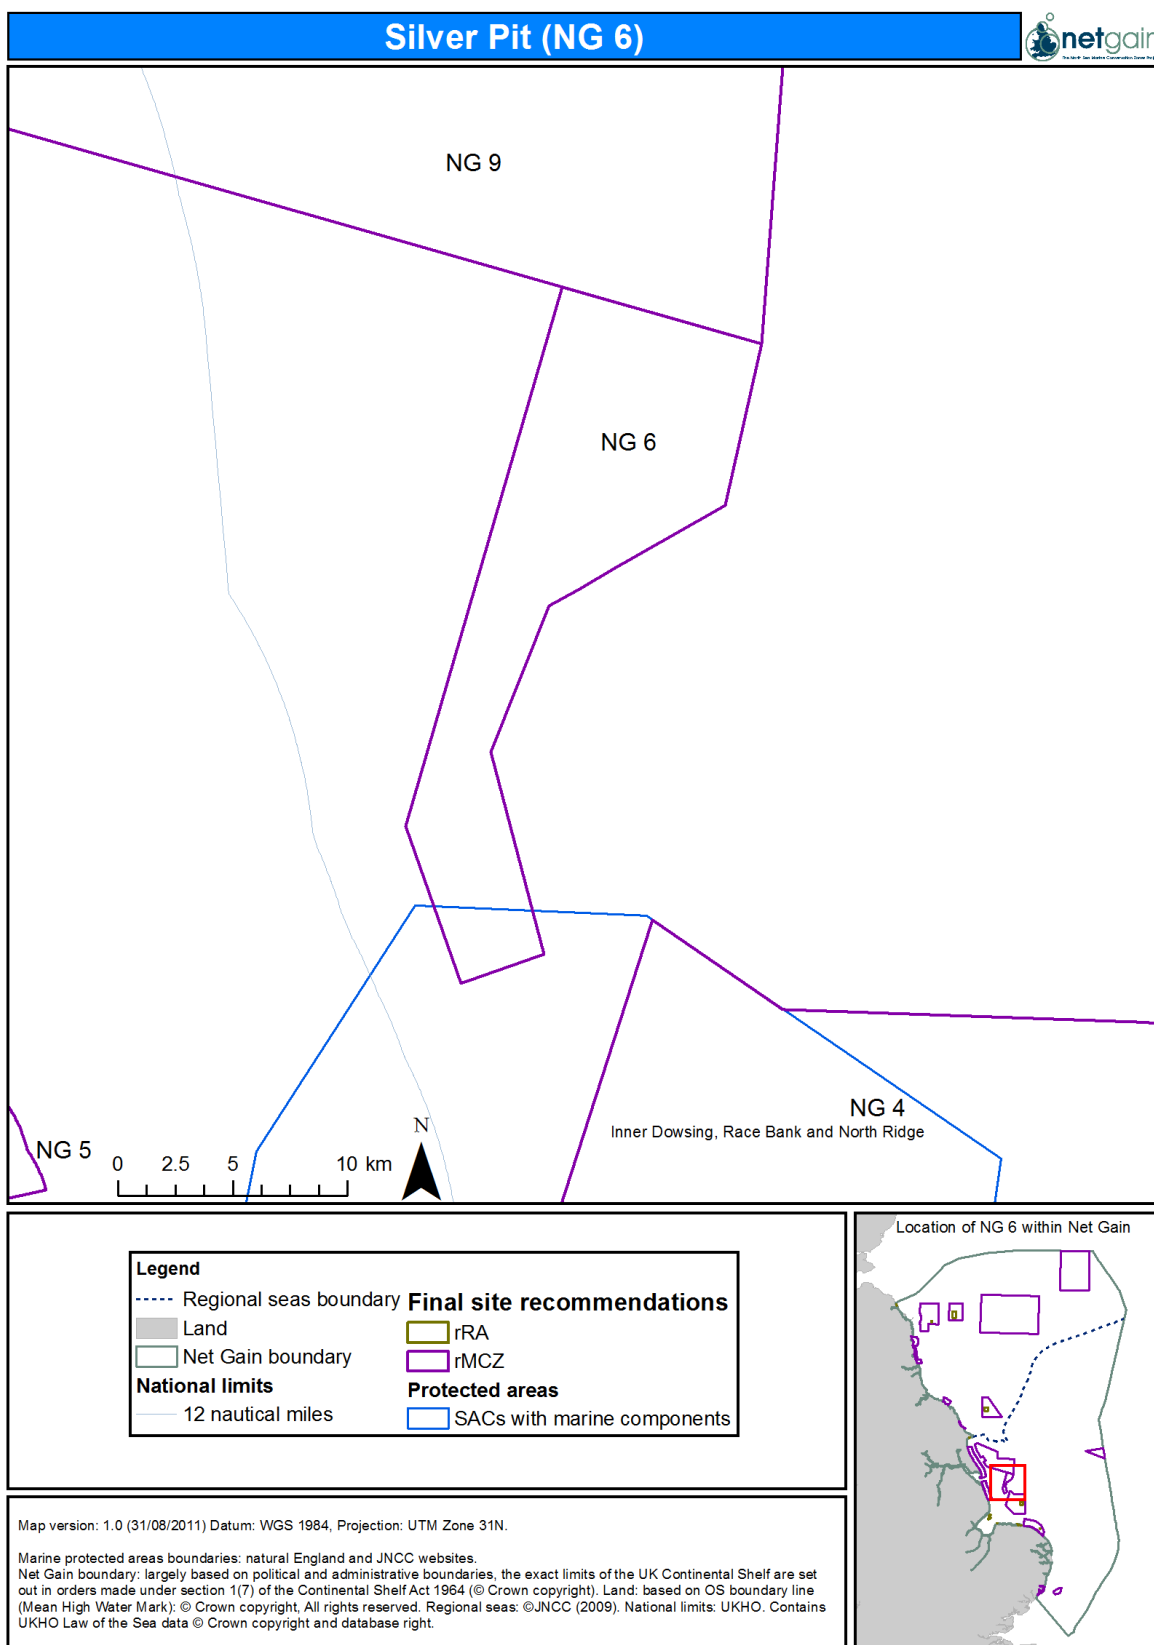 Silver Pit (NG 6)
netgain
The North Sea Marine Conservation Zones Proj
NG 9
NG 6
NG 4
Inner Dowsing, Race Bank and North Ridge
NG 5
N
0 2.5 5 10 km
Location of NG 6 within Net Gain
Legend
Regional seas boundary
Land
Net Gain boundary
National limits
12 nautical miles
Final site recommendations
rRA
rMCZ
Protected areas
SACs with marine components
Map version: 1.0 (31/08/2011) Datum: WGS 1984, Projection: UTM Zone 31N.
Marine protected areas boundaries: natural England and JNCC websites.
Net Gain boundary: largely based on political and administrative boundaries, the exact limits of the UK Continental Shelf are set
out in orders made under section 1(7) of the Continental Shelf Act 1964 (© Crown copyright). Land: based on OS boundary line
(Mean High Water Mark): © Crown copyright, All rights reserved. Regional seas: ©JNCC (2009). National limits: UKHO. Contains
UKHO Law of the Sea data © Crown copyright and database right.